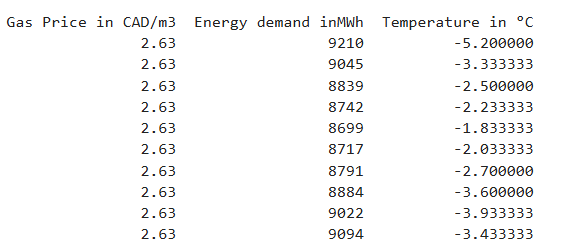 Gas Price in CAD/m3  Energy demand inMWh  Temperature in °C
2.63  9210  -5.200000
2.63  9045  -3.333333
2.63  8839  -2.500000
2.63  8742  -2.233333
2.63  8699  -1.833333
2.63  8717  -2.033333
2.63  8791  -2.700000
2.63  8884  -3.600000
2.63  9022  -3.933333
2.63  9094  -3.433333